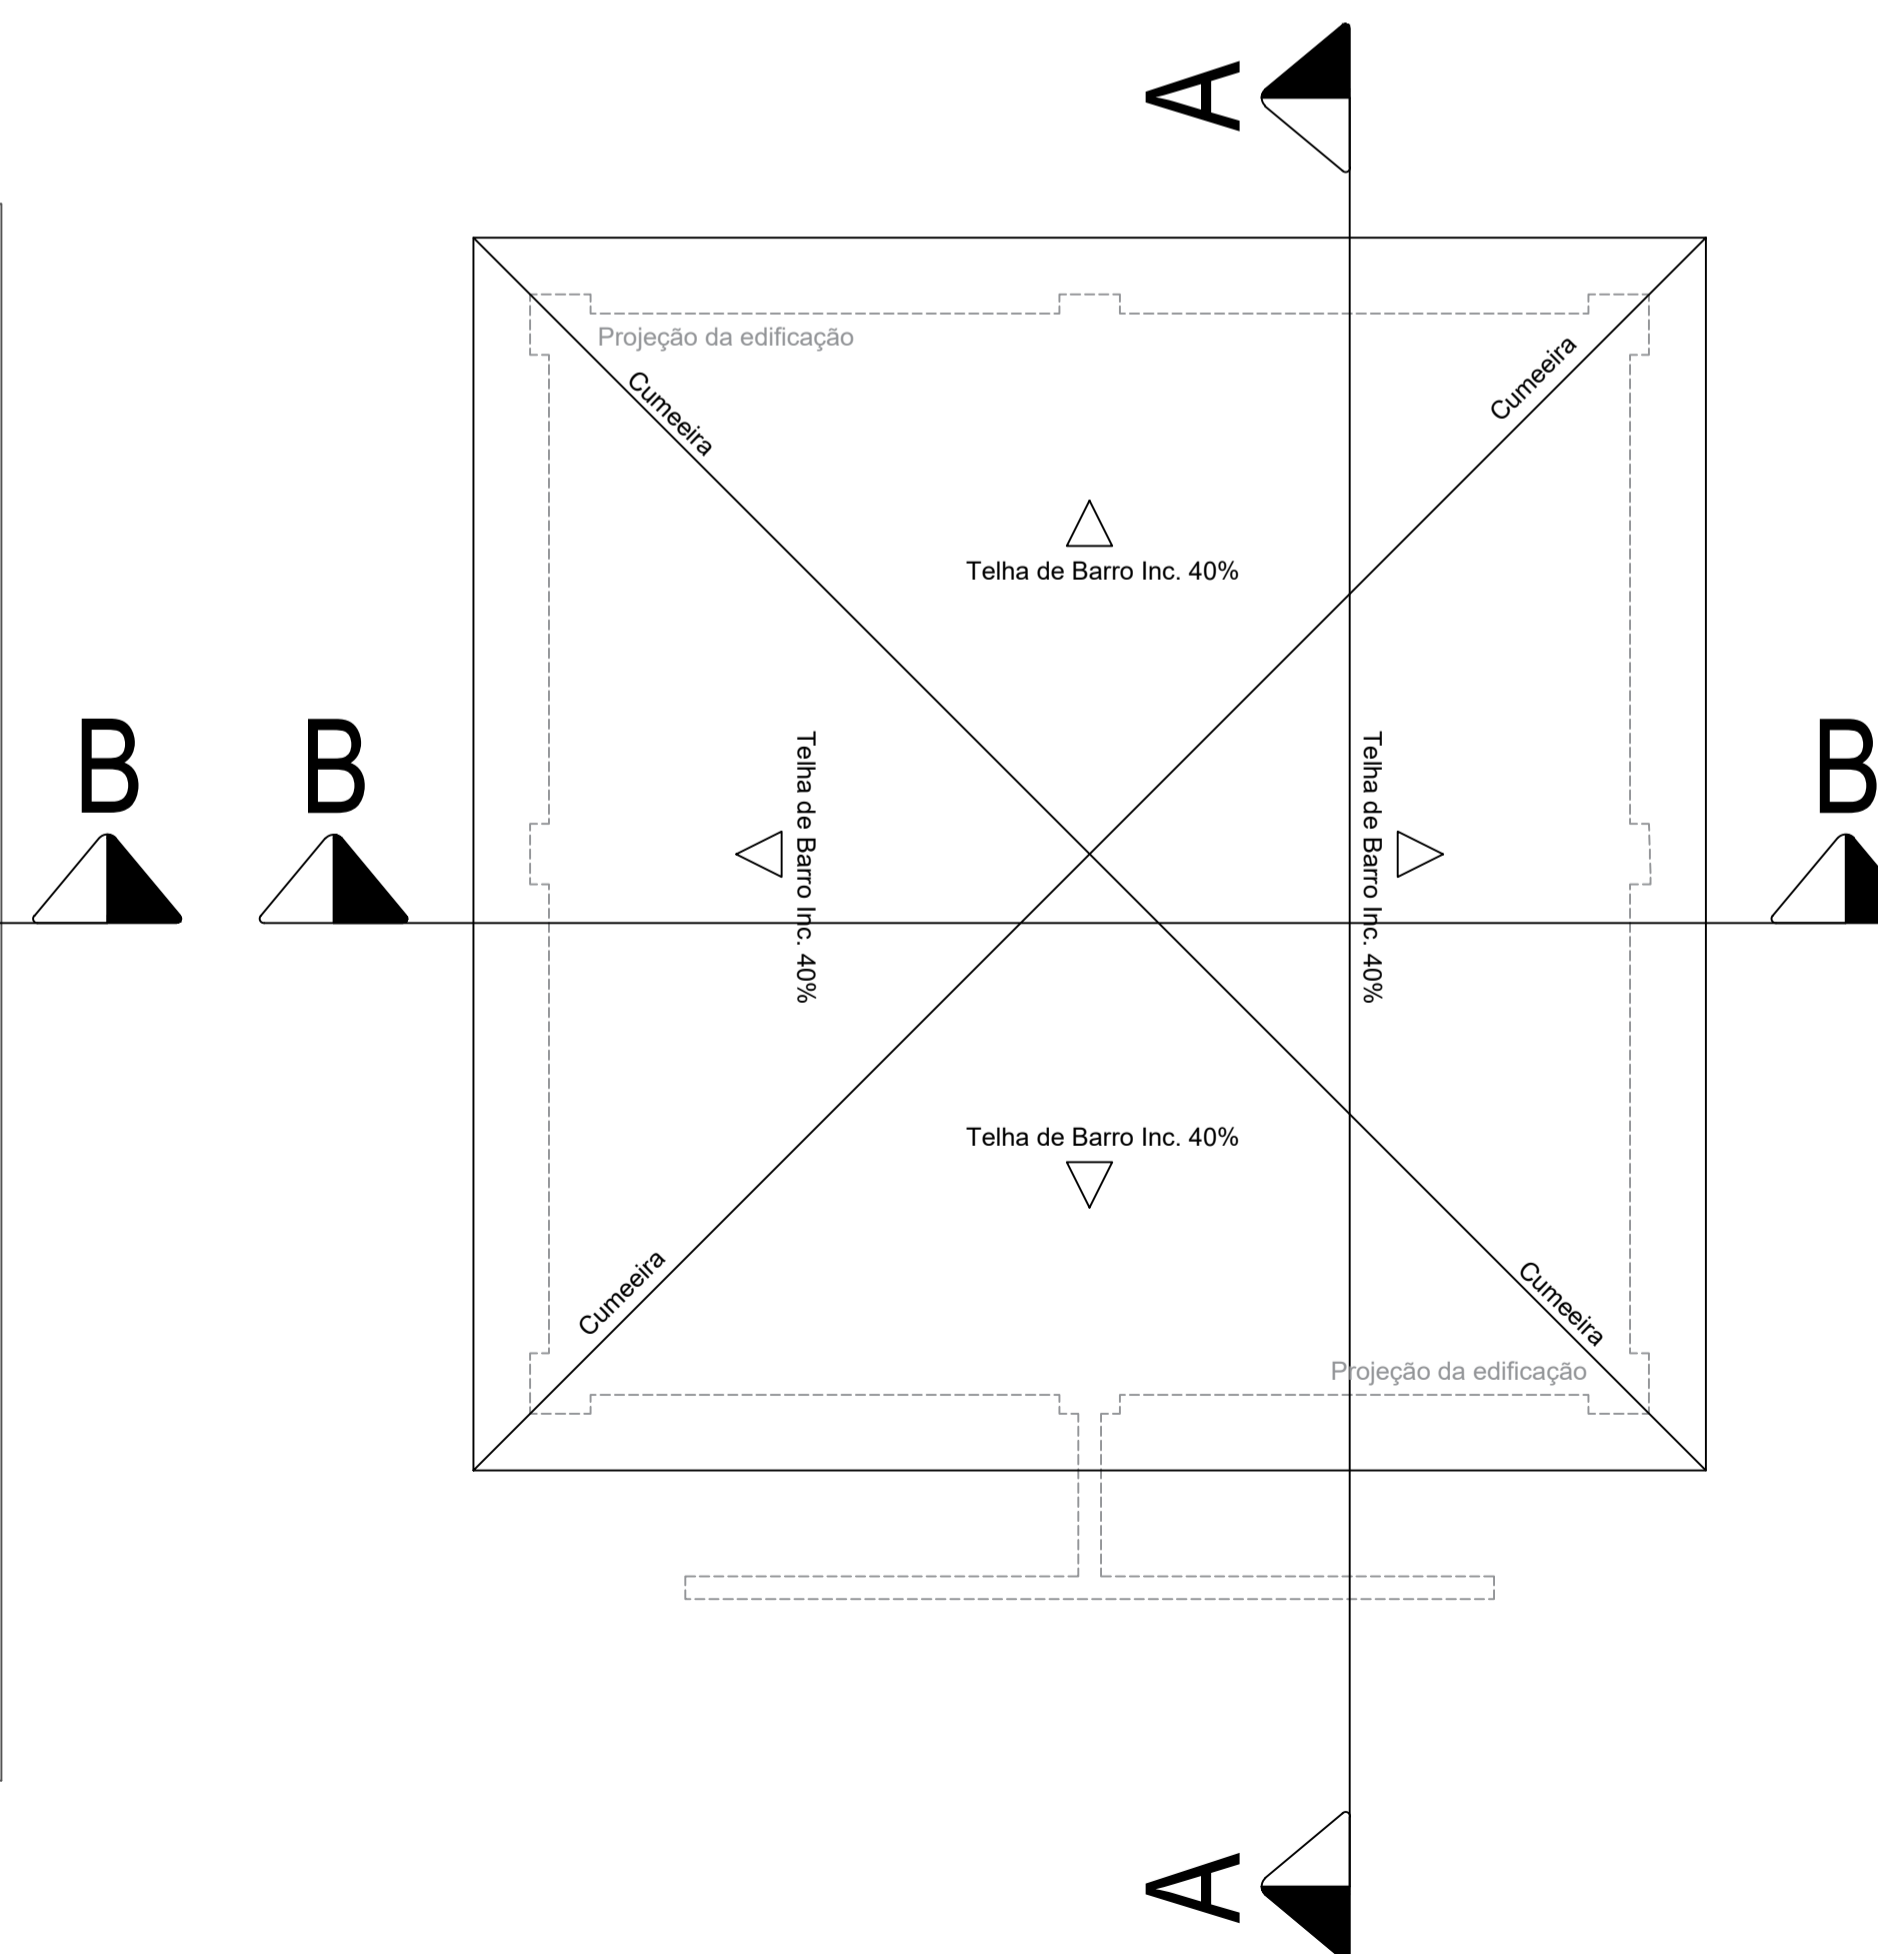 A
Projeção da edificação
Cumeeira
Cumeeira
Telha de Barro Inc. 40%
B
B
Telha de Barro Inc. 40%
Telha de Barro Inc. 40%
B
Telha de Barro Inc. 40%
Cumeeira
Cumeeira
Projeção da edificação
A